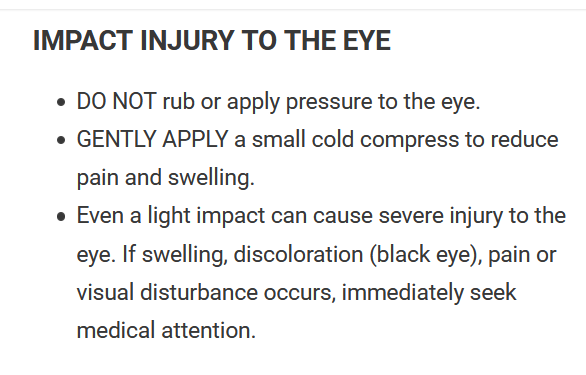 IMPACT INJURY TO THE EYE
• DO NOT rub or apply pressure to the eye.
• GENTLY APPLY a small cold compress to reduce
pain and swelling.
• Even a light impact can cause severe injury to the
eye. If swelling, discoloration (black eye), pain or
visual disturbance occurs, immediately seek
medical attention.